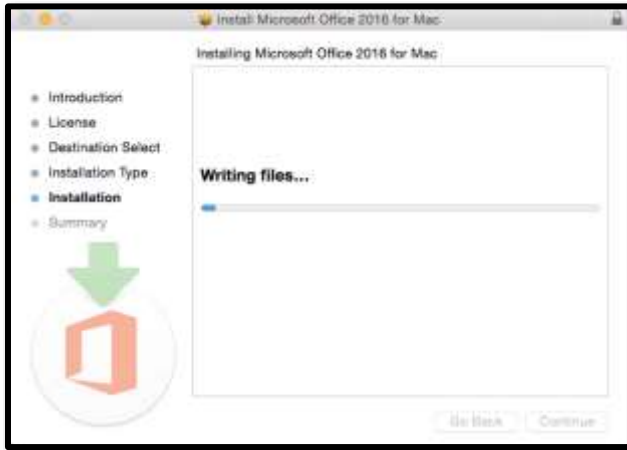 Install Microsoft Office 2016 for Mac
Installing Microsoft Office 2016 for Mac
Introduction
License
Destination Select
Installation Type
Installation
Summary
Writing files...
Go Back
Continue